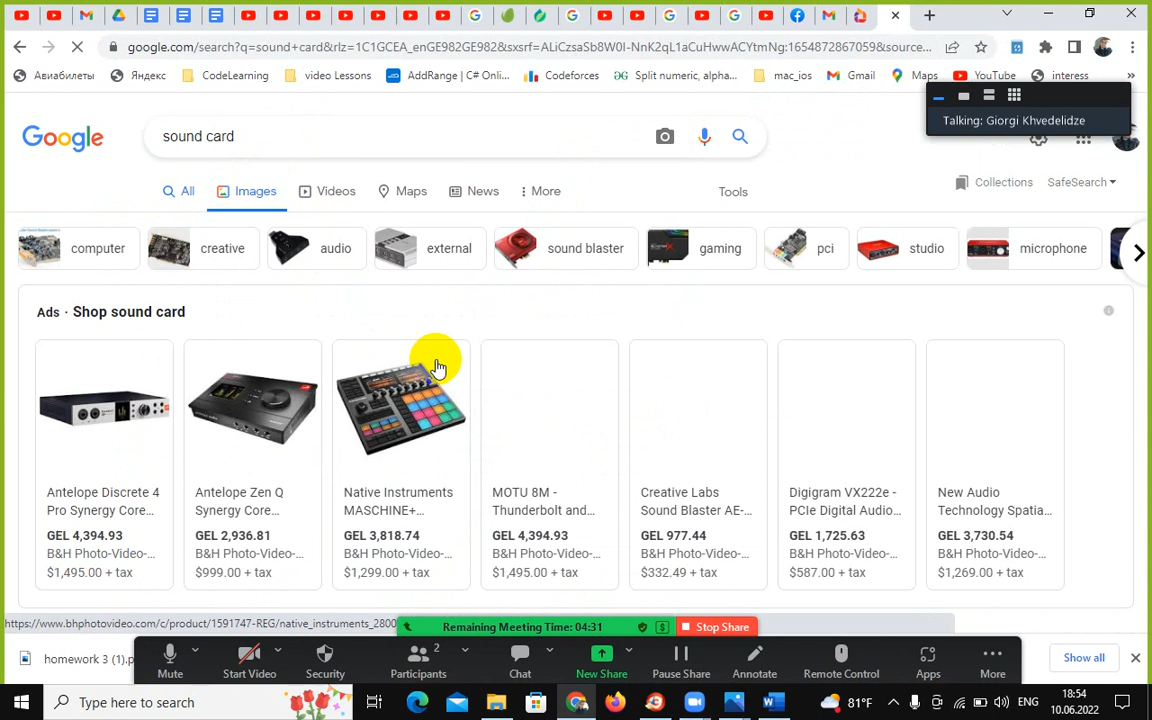 google.com/search?q=sound+card&rlz=1C1GCEA_enGE982GE982&sxsrf=ALiCzsaSb8W0I-NnK2qL1aCuHwwACYtmNg:1654872867059&source...
Авиабилеты
Яндекс
CodeLearning
video Lessons
AddRange | C# Onli...
Codeforces
Split numeric, alpha...
mac_ios
Gmail
Maps
YouTube
interess
»
Talking: Giorgi Khvedelidze
Google
sound card
All
Images
Videos
Maps
News
More
Tools
Collections
SafeSearch
computer
creative
audio
external
sound blaster
gaming
pci
studio
microphone
Ads · Shop sound card
Antelope Discrete 4
Pro Synergy Core...
GEL 4,394.93
B&H Photo-Video-...
$1,495.00 + tax
Antelope Zen Q
Synergy Core...
GEL 2,936.81
B&H Photo-Video-...
$999.00 + tax
Native Instruments
MASCHINE+...
GEL 3,818.74
B&H Photo-Video-...
$1,299.00 + tax
MOTU 8M -
Thunderbolt and...
GEL 4,394.93
B&H Photo-Video-...
$1,495.00 + tax
Creative Labs
Sound Blaster AE-...
GEL 977.44
B&H Photo-Video-...
$332.49 + tax
Digigram VX222e -
PCIe Digital Audio...
GEL 1,725.63
B&H Photo-Video-...
$587.00 + tax
New Audio
Technology Spatia...
GEL 3,730.54
B&H Photo-Video-...
$1,269.00 + tax
https://www.bhphotovideo.com/c/product/1591747-REG/native_instruments_2800
Remaining Meeting Time: 04:31
Stop Share
homework 3 (1).p
Mute
Start Video
Security
2
Participants
Chat
New Share
Pause Share
Annotate
Remote Control
Apps
More
Show all
Type here to search
81°F
ENG
18:54
10.06.2022